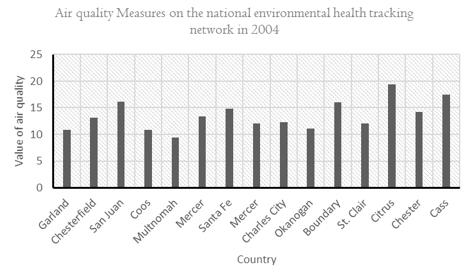 Air quality Measures on the national environmental health tracking
network in 2004
Value of air quality
25
20
15
10
5
0
Garland
Chesterfield
San Juan
Coos
Multnomah
Mercer
Santa Fe
Mercer
Charles City
Okanogan
Boundary
St. Clair
Citrus
Chester
Cass
Country